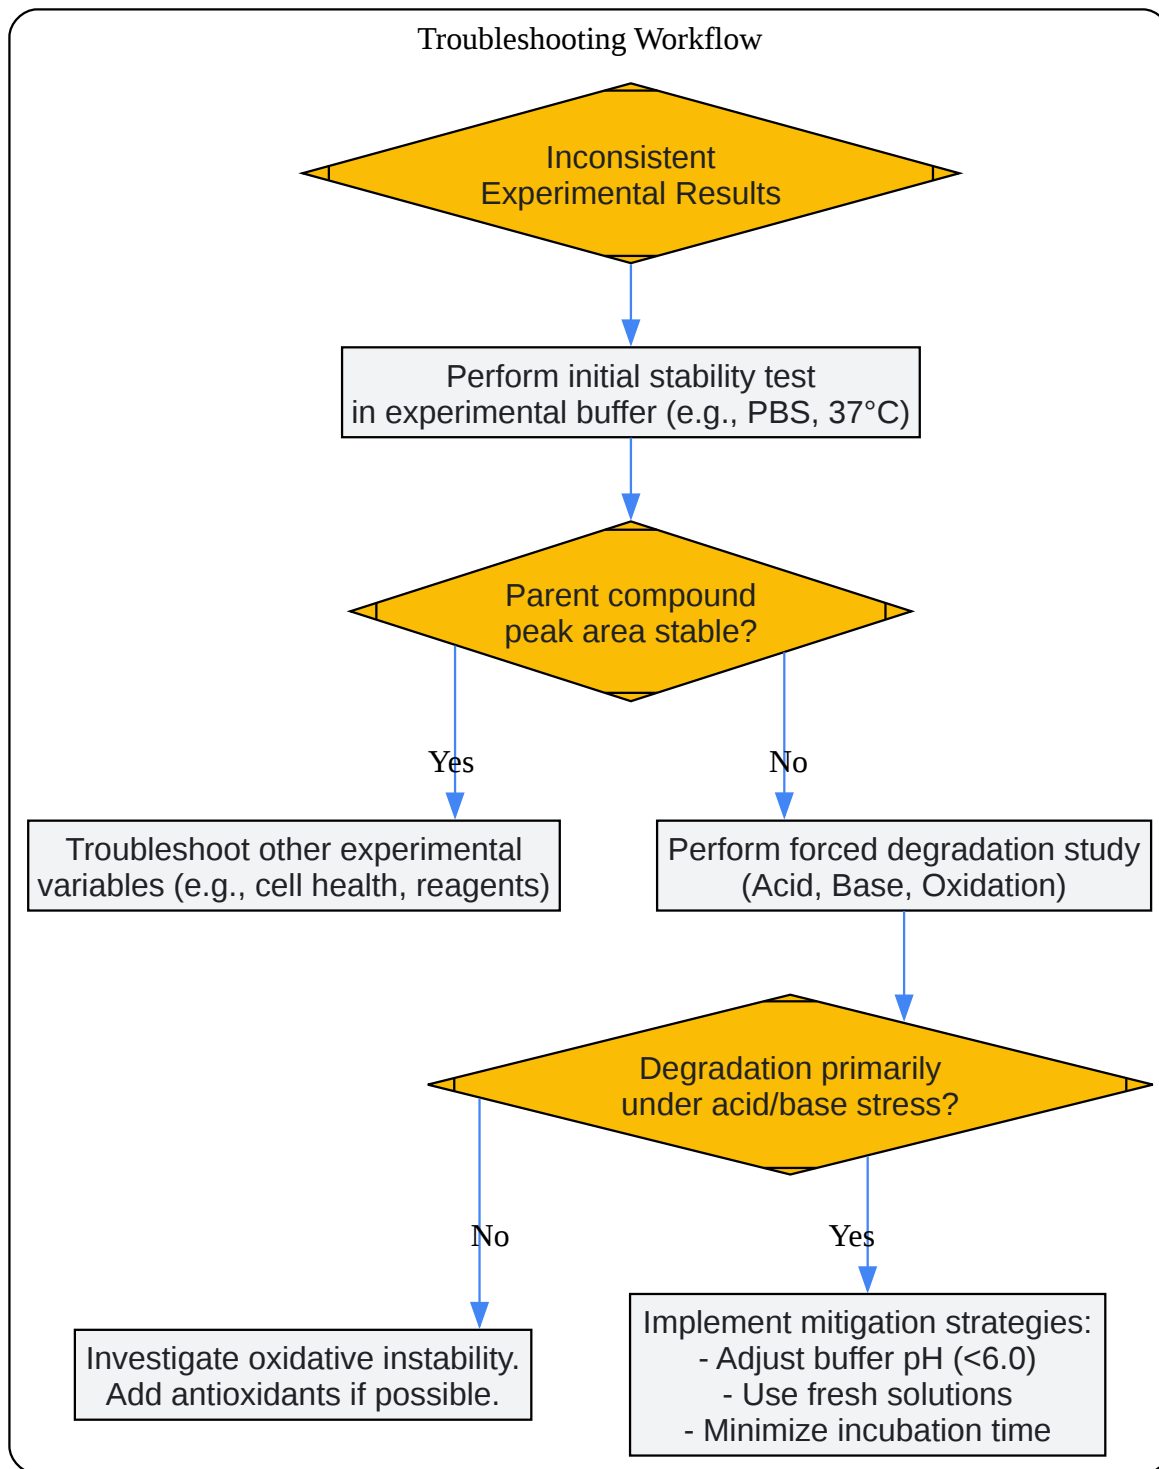 Troubleshooting Workflow
Inconsistent
Experimental Results
Perform initial stability test
in experimental buffer (e.g., PBS, 37°C)
Parent compound
peak area stable?
Yes
No
Troubleshoot other experimental
variables (e.g., cell health, reagents)
Perform forced degradation study
(Acid, Base, Oxidation)
Degradation primarily
under acid/base stress?
No
Yes
Investigate oxidative instability.
Add antioxidants if possible.
Implement mitigation strategies:
- Adjust buffer pH (<6.0)
- Use fresh solutions
- Minimize incubation time